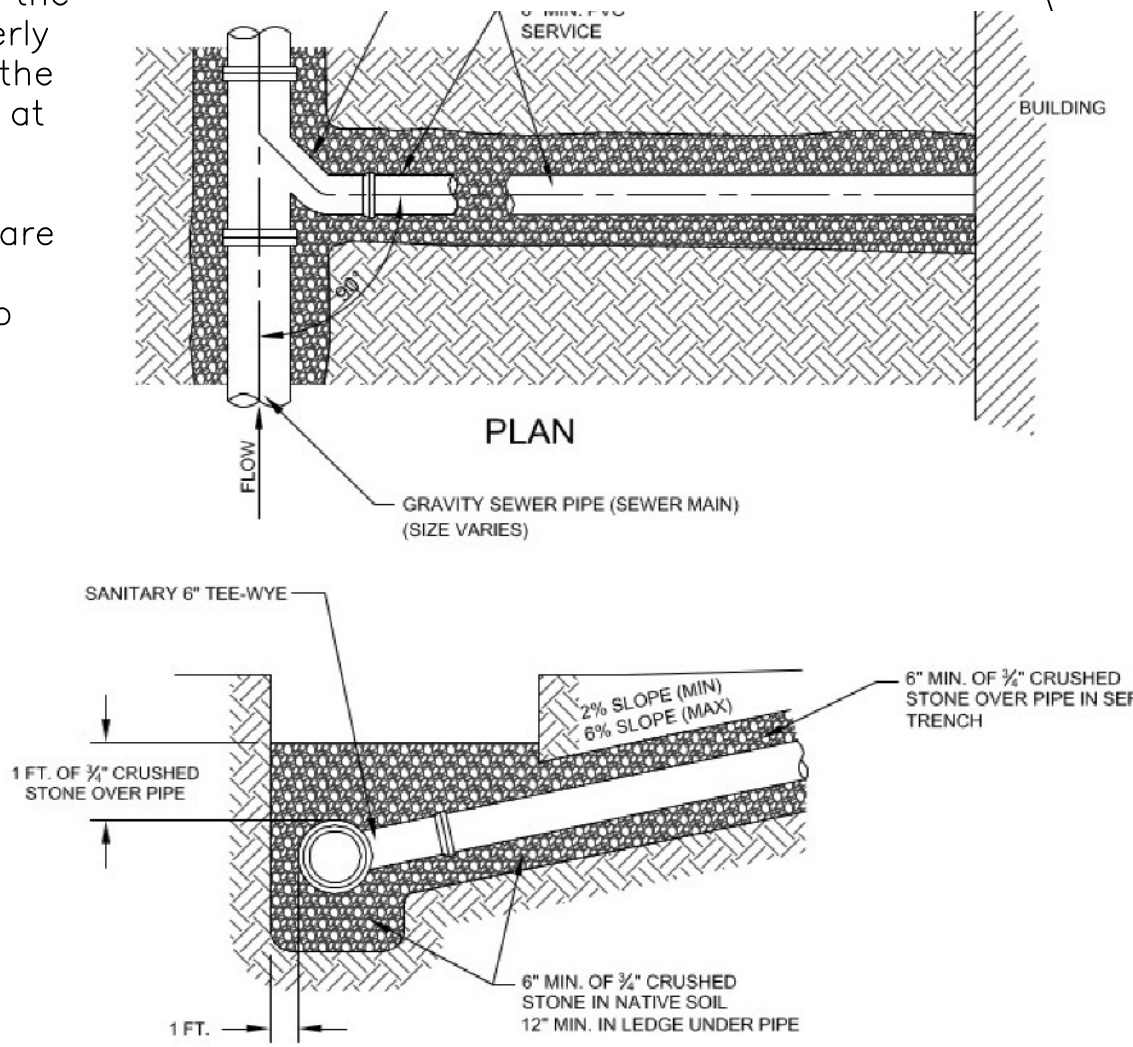 the
erly
the
at
are
SERVICE
BUILDING
90°
PLAN
FLOW
GRAVITY SEWER PIPE (SEWER MAIN)
(SIZE VARIES)
SANITARY 6" TEE-WYE
2% SLOPE (MIN)
6% SLOPE (MAX)
6" MIN. OF ¾" CRUSHED
STONE OVER PIPE IN SER
TRENCH
1 FT. OF ¾" CRUSHED
STONE OVER PIPE
6" MIN. OF ¾" CRUSHED
STONE IN NATIVE SOIL
12" MIN. IN LEDGE UNDER PIPE
1 FT.